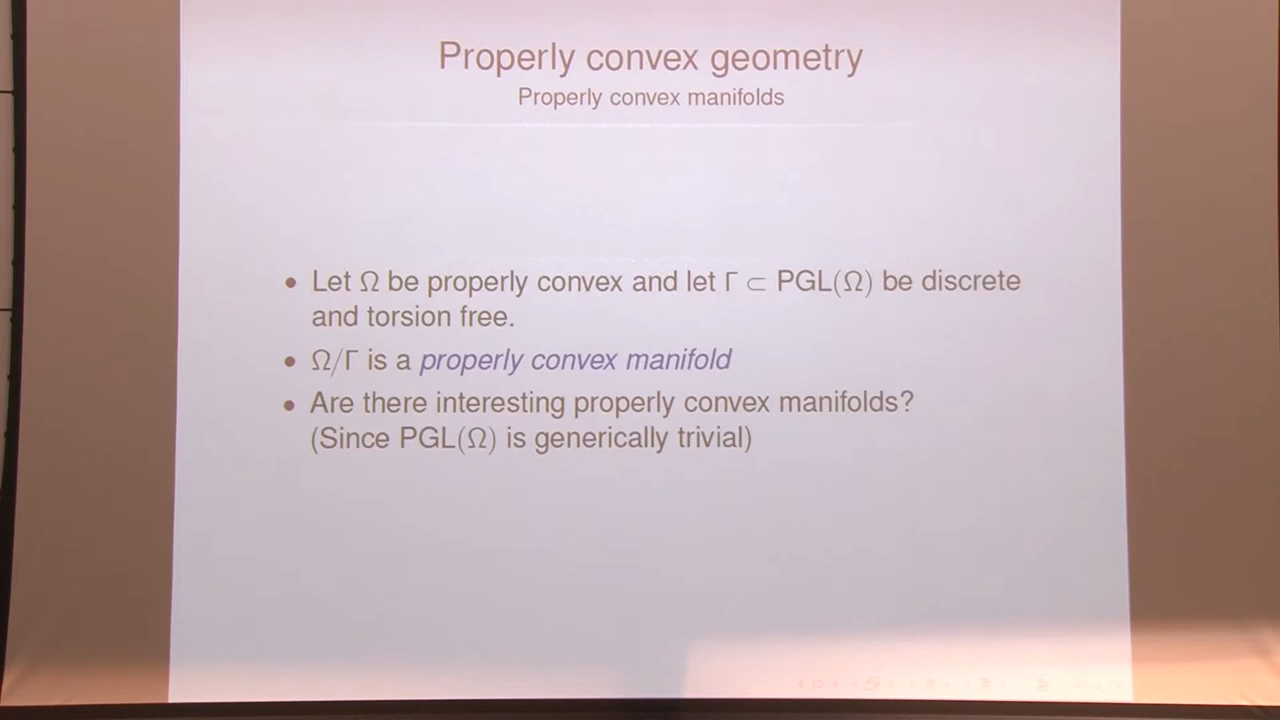 Properly convex geometry
Properly convex manifolds
• Let Ω be properly convex and let Γ ⊂ PGL(Ω) be discrete
and torsion free.
• Ω/Γ is a properly convex manifold
• Are there interesting properly convex manifolds?
(Since PGL(Ω) is generically trivial)